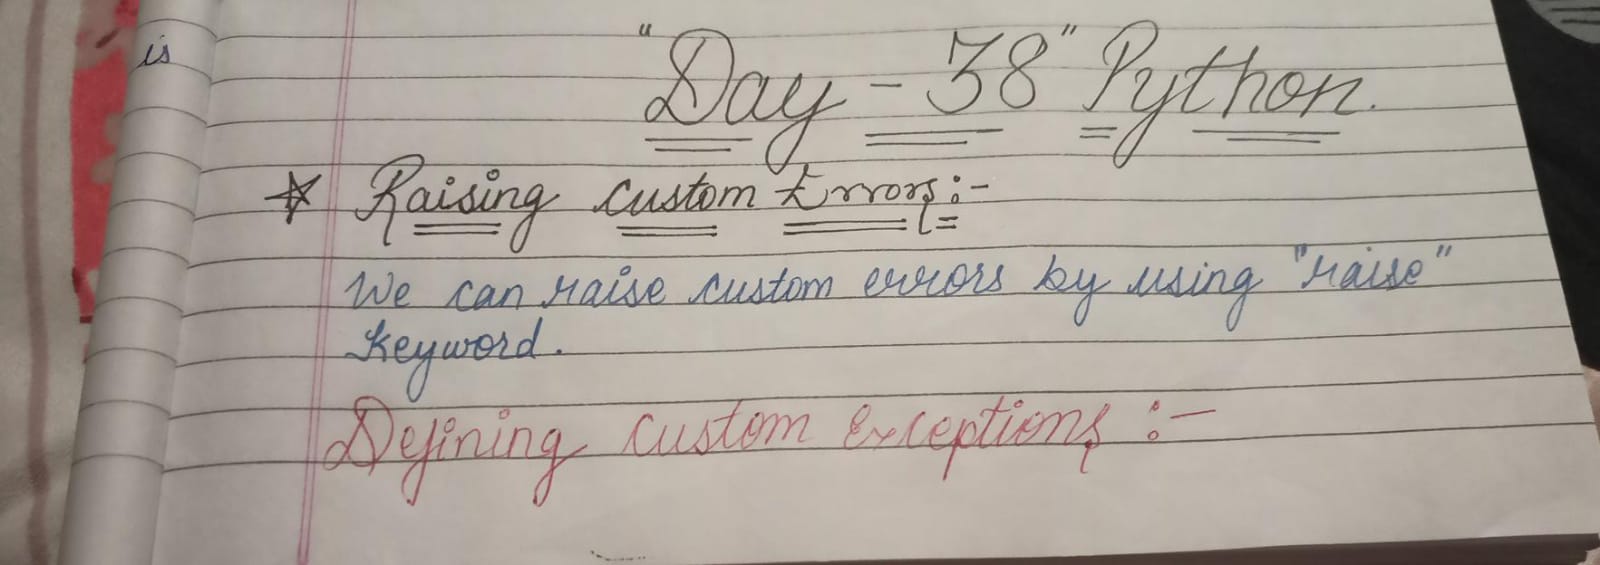 is
"Day - 38" Python.
☆ Raising custom Errors:-
We can raise custom errors by using "raise"
keyword.
Defining custom exceptions :-